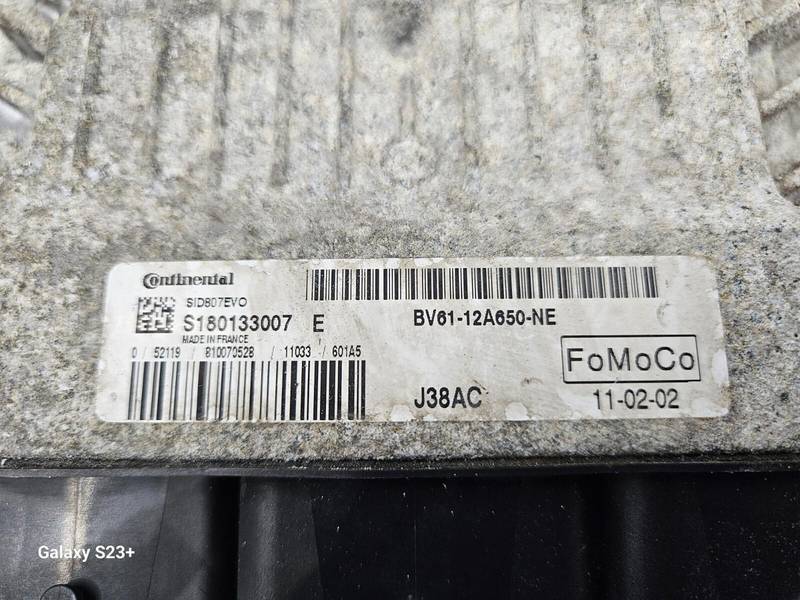 Continental
SID807EVO
S180133007 E
MADE IN FRANCE
0 / 52119 / 810070528 / 11033 / 601A5
BV61-12A650-NE
FoMoCo
J38AC
11-02-02
Galaxy S23+